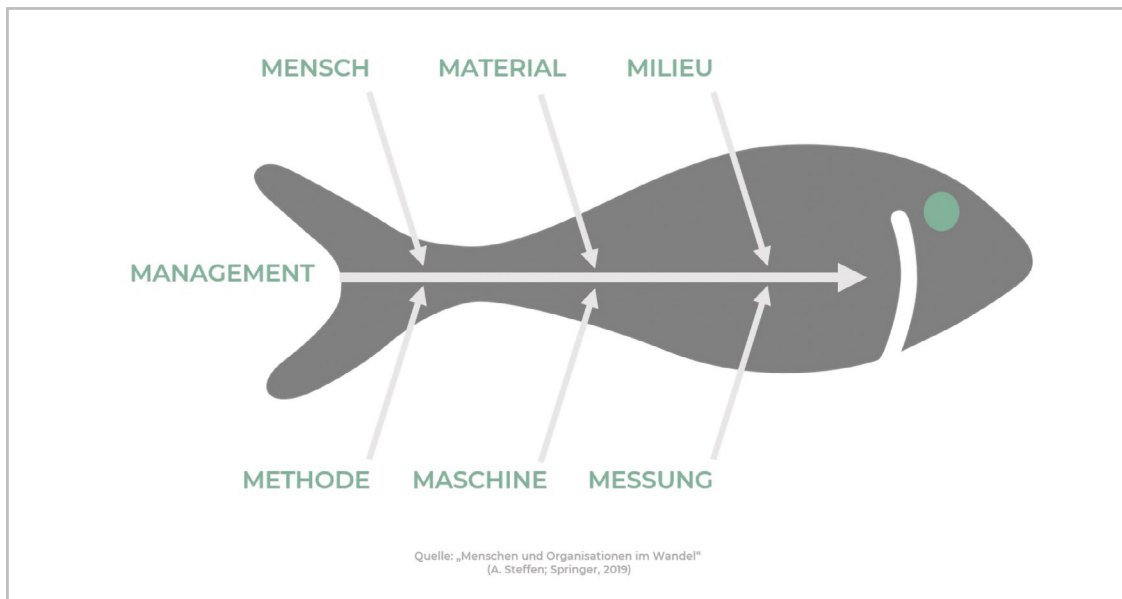 MENSCH MATERIAL MILIEU
MANAGEMENT
METHODE MASCHINE MESSUNG
Quelle: „Menschen und Organisationen im Wandel“
(A. Steffen; Springer, 2019)